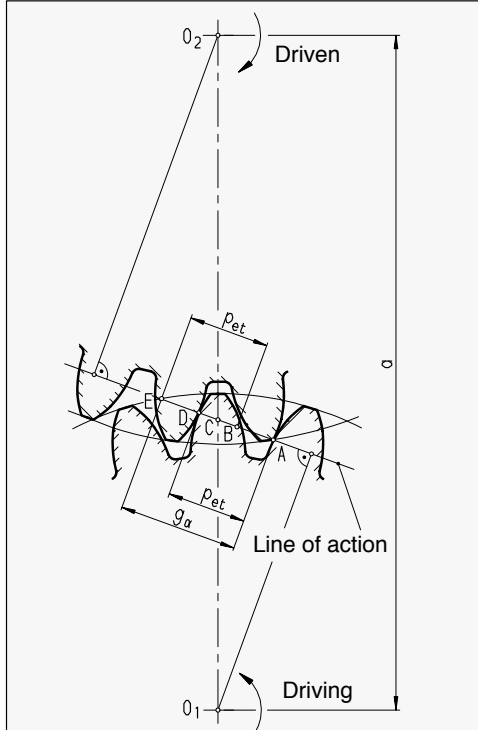 O2
Driven
pet
a
E
D
C
B
A
pet
gα
Line of action
Driving
O1